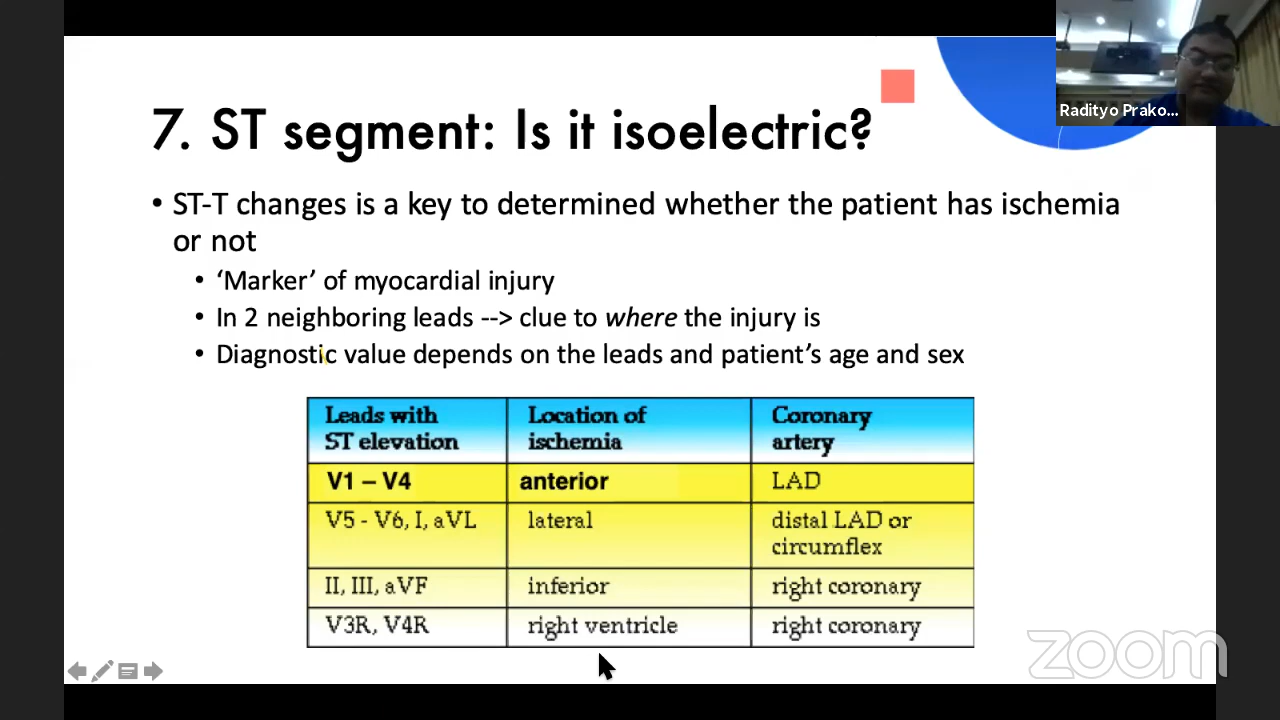 7. ST segment: Is it isoelectric?
Radityo Prako...
• ST-T changes is a key to determined whether the patient has ischemia
or not
• ‘Marker’ of myocardial injury
• In 2 neighboring leads --> clue to where the injury is
• Diagnostic value depends on the leads and patient’s age and sex
Leads with
ST elevation
Location of
ischemia
Coronary
artery
V1 – V4
anterior
LAD
V5 - V6, I, aVL
lateral
distal LAD or
circumflex
II, III, aVF
inferior
right coronary
V3R, V4R
right ventricle
right coronary
zoom